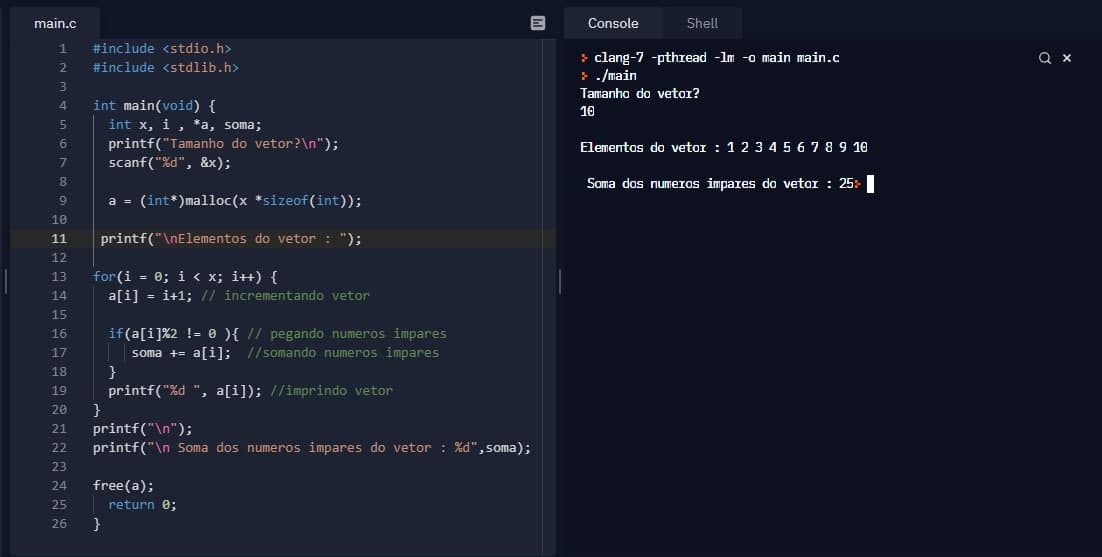 main.c
1 #include <stdio.h>
2 #include <stdlib.h>
3
4 int main(void) {
5 int x, i , *a, soma;
6 printf("Tamanho do vetor?\n");
7 scanf("%d", &x);
8
9 a = (int*)malloc(x *sizeof(int));
10
11 printf("\nElementos do vetor : ");
12
13 for(i = 0; i < x; i++) {
14 a[i] = i+1; // incrementando vetor
15
16 if(a[i]%2 != 0 ){ // pegando numeros impares
17 soma += a[i];  //somando numeros impares
18 }
19 printf("%d ", a[i]); //imprindo vetor
20 }
21 printf("\n");
22 printf("\n Soma dos numeros impares do vetor : %d",soma);
23
24 free(a);
25 return 0;
26 }
Console Shell
clang-7 -pthread -lm -o main main.c
./main
Tamanho do vetor?
10
Elementos do vetor : 1 2 3 4 5 6 7 8 9 10
Soma dos numeros impares do vetor : 25